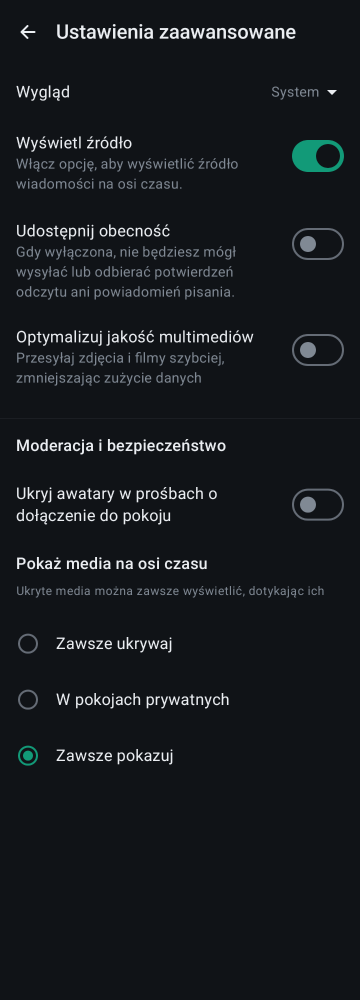 Ustawienia zaawansowane
Wygląd
System
Wyświetl źródło
Włącz opcję, aby wyświetlić źródło
wiadomości na osi czasu.
Udostępnij obecność
Gdy wyłączona, nie będziesz mógł
wysyłać lub odbierać potwierdzeń
odczytu ani powiadomień pisania.
Optymalizuj jakość multimediów
Przesyłaj zdjęcia i filmy szybciej,
zmniejszając zużycie danych
Moderacja i bezpieczeństwo
Ukryj awatary w prośbach o
dołączenie do pokoju
Pokaż media na osi czasu
Ukryte media można zawsze wyświetlić, dotykając ich
Zawsze ukrywaj
W pokojach prywatnych
Zawsze pokazuj